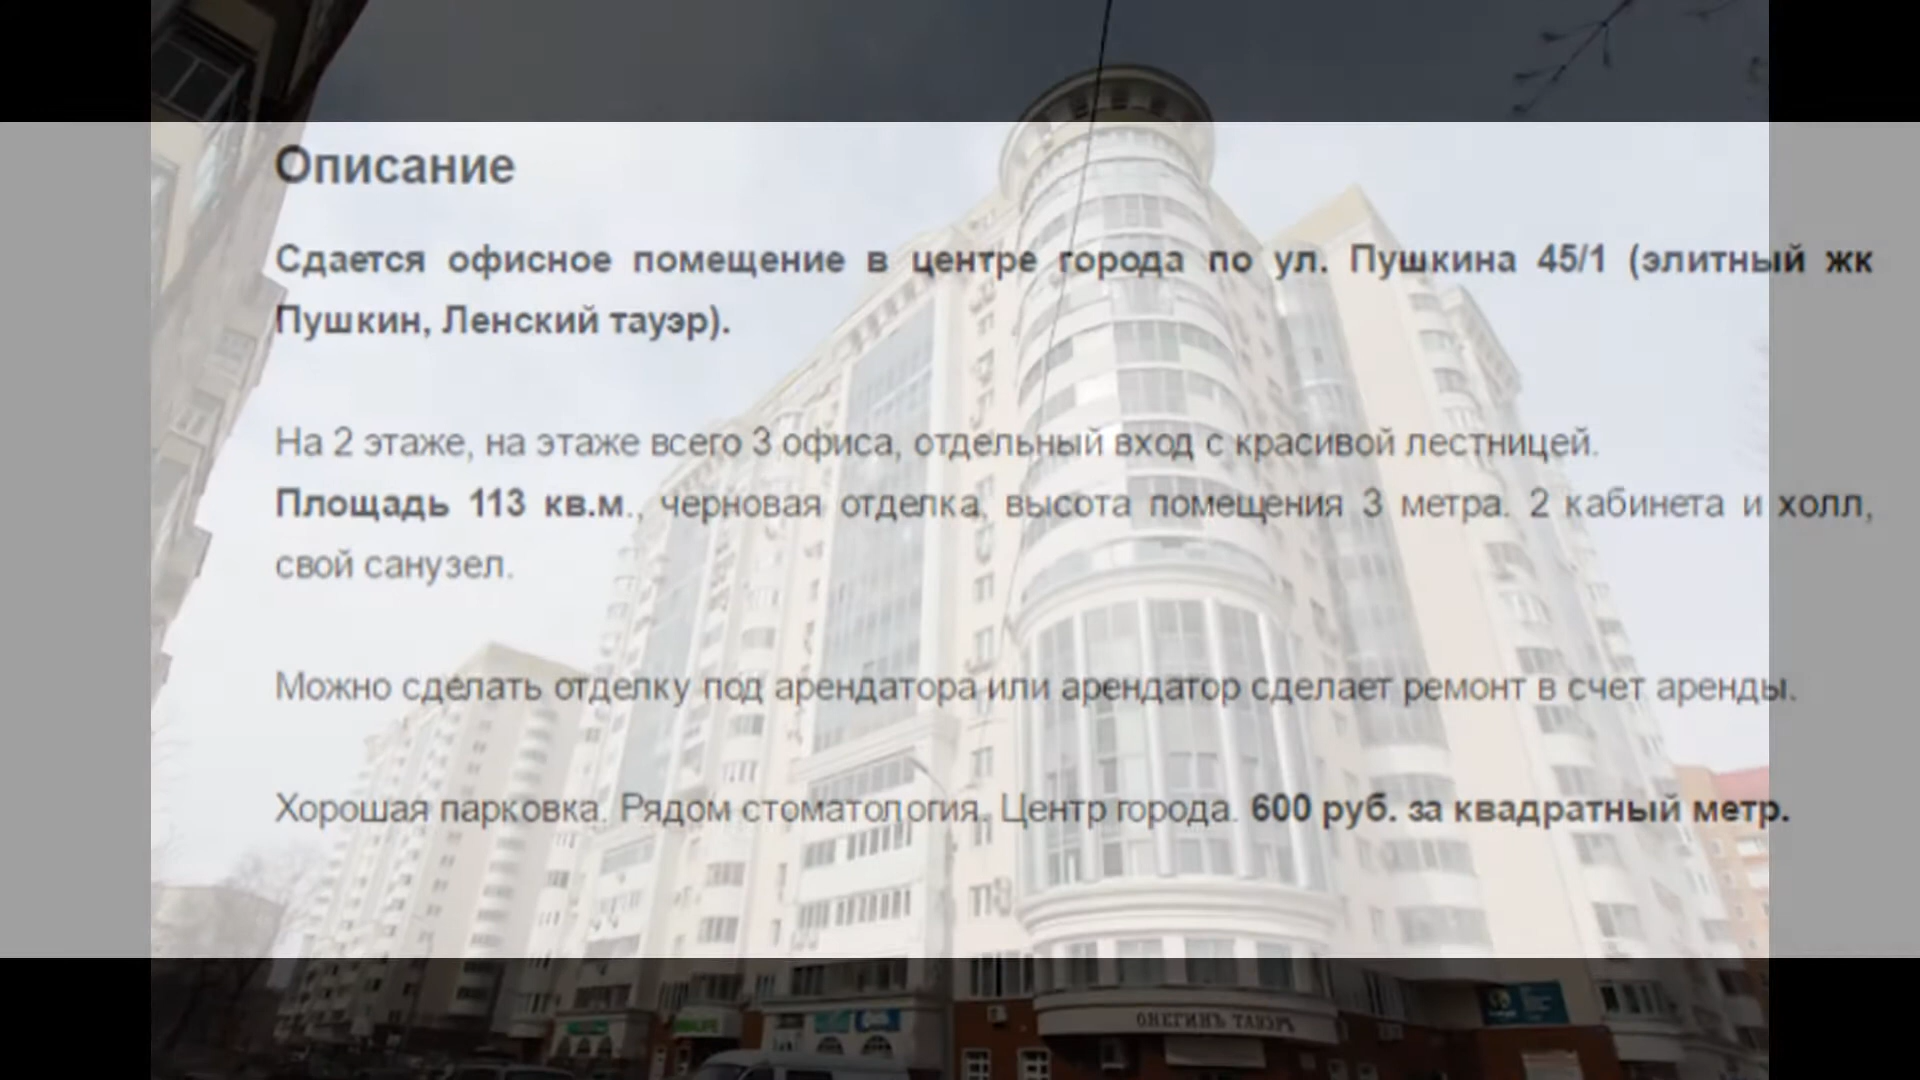 Описание
Сдается офисное помещение в центре города по ул. Пушкина 45/1 (элитный жк
Пушкин, Ленский тауэр).
На 2 этаже, на этаже всего 3 офиса, отдельный вход с красивой лестницей.
Площадь 113 кв.м., черновая отделка, высота помещения 3 метра. 2 кабинета и холл,
свой санузел.
Можно сделать отделку под арендатора или арендатор сделает ремонт в счет аренды.
Хорошая парковка. Рядом стоматология. Центр города. 600 руб. за квадратный метр.
ОНЕГИНЪ ТАУЭРЪ